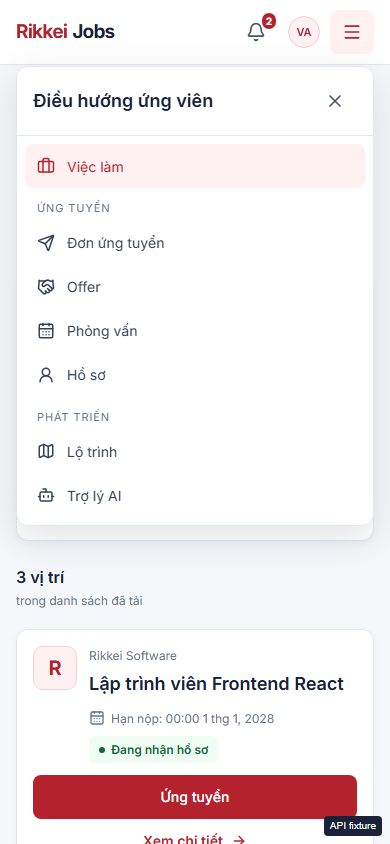 Rikkei Jobs
2
VA
Điều hướng ứng viên
Việc làm
ỨNG TUYỂN
Đơn ứng tuyển
Offer
Phỏng vấn
Hồ sơ
PHÁT TRIỂN
Lộ trình
Trợ lý AI
3 vị trí
trong danh sách đã tải
R
Rikkei Software
Lập trình viên Frontend React
Hạn nộp: 00:00 1 thg 1, 2028
Đang nhận hồ sơ
Ứng tuyển
API fixture
Xem chi tiết